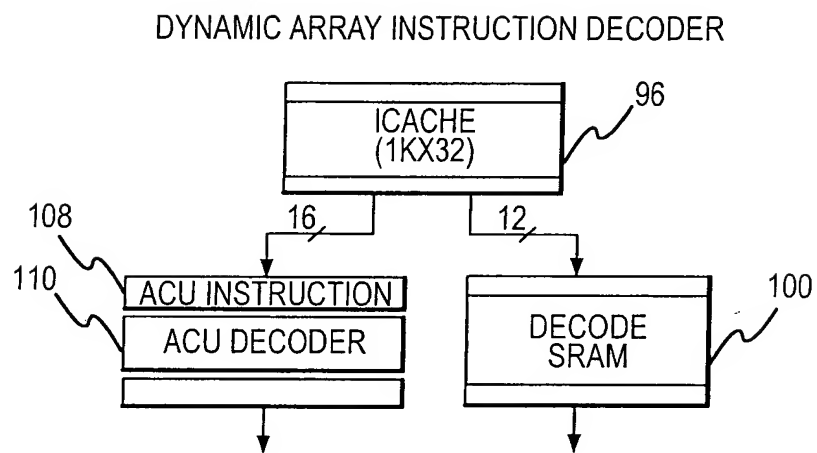 DYNAMIC ARRAY INSTRUCTION DECODER
ICACHE
(1KX32)
96
16
12
108
110
ACU INSTRUCTION
ACU DECODER
DECODE
SRAM
100